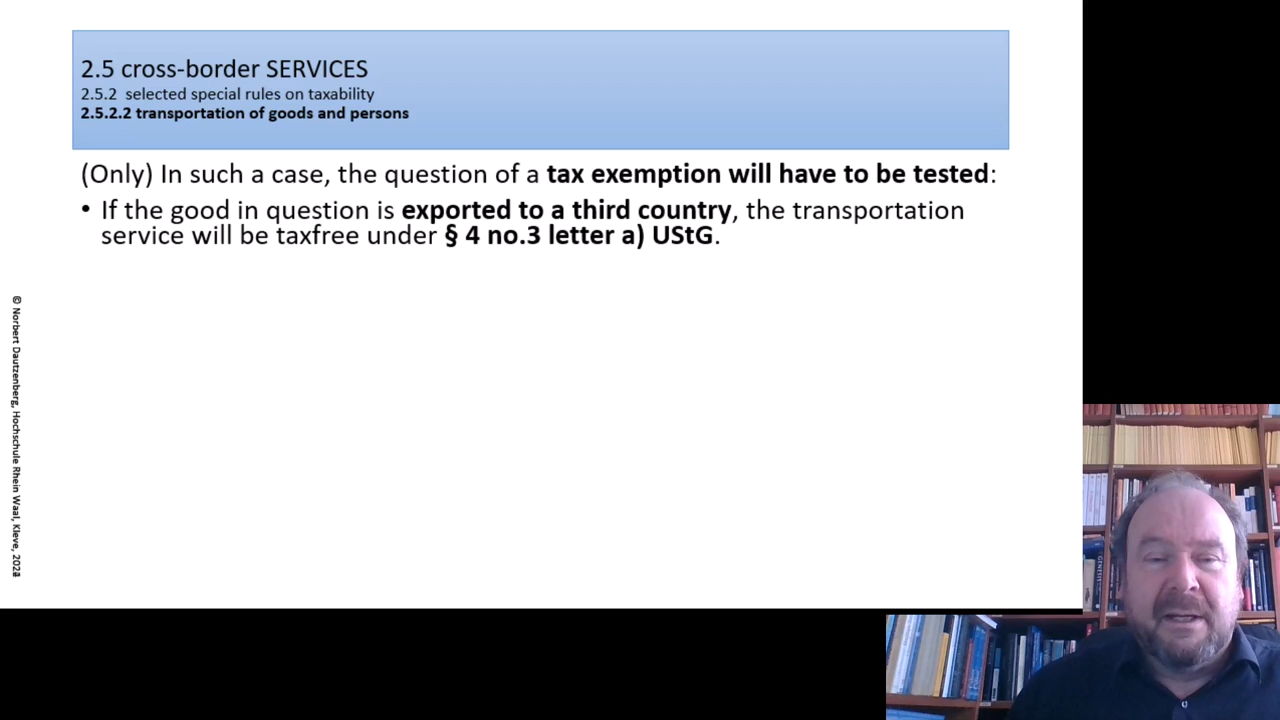 2.5 cross-border SERVICES
2.5.2 selected special rules on taxability
2.5.2.2 transportation of goods and persons
(Only) In such a case, the question of a tax exemption will have to be tested:
• If the good in question is exported to a third country, the transportation
service will be taxfree under § 4 no.3 letter a) UStG.
© Norbert Dautzenberg, Hochschule Rhein Waal, Kleve,
GENESIS